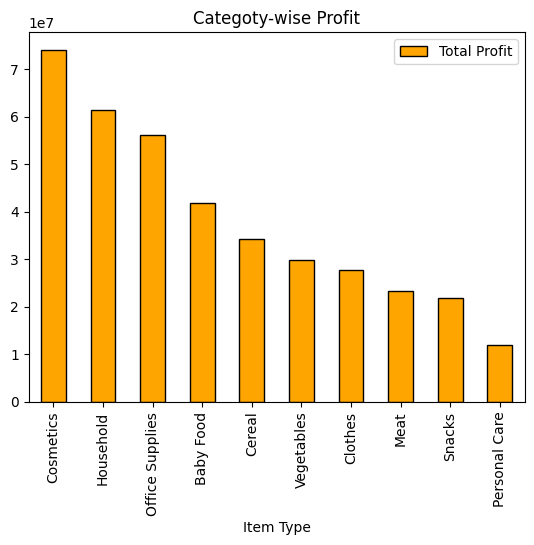 Categoty-wise Profit
1e7
Total Profit
7
6
5
4
3
2
1
0
Cosmetics
Household
Office Supplies
Baby Food
Cereal
Vegetables
Clothes
Meat
Snacks
Personal Care
Item Type